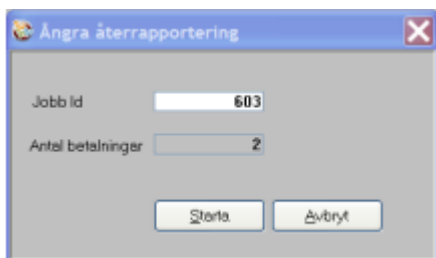 Ångra återrapportering
Jobb Id 603
Antal betalningar 2
Starta Avbryt